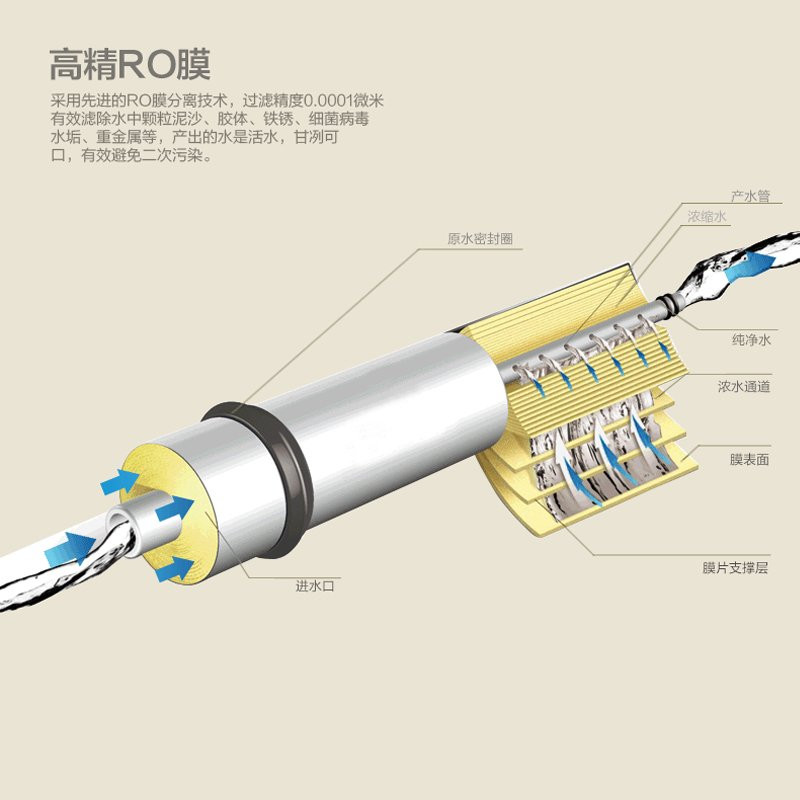 高精RO膜
采用先进的RO膜分离技术，过滤精度0.0001微米
有效滤除水中颗粒泥沙、胶体、铁锈、细菌病毒
水垢、重金属等，产出的水是活水，甘冽可
口，有效避免二次污染。
产水管
浓缩水
原水密封圈
纯净水
浓水通道
膜表面
膜片支撑层
进水口